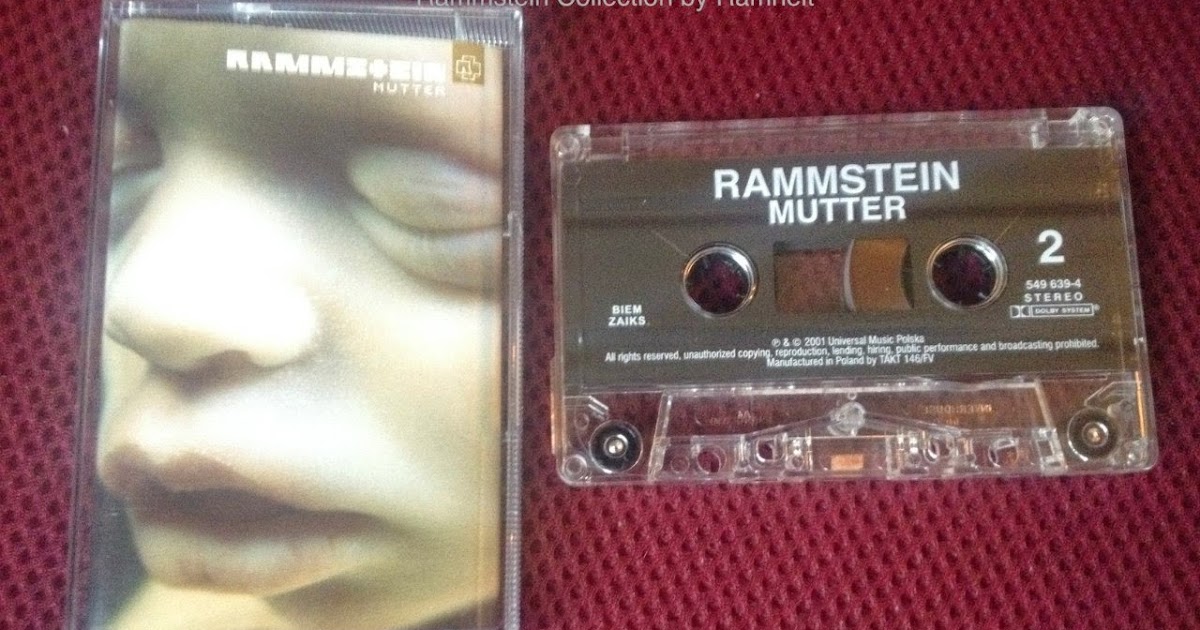 Rammstein Collection by Ramheit
RAMMSTEIN
MUTTER
RAMMSTEIN
MUTTER
2
549 639-4
STEREO
DOLBY SYSTEM®
BIEM
ZAIKS
℗ & © 2001 Universal Music Polska
All rights reserved, unauthorized copying, reproduction, lending, hiring, public performance and broadcasting prohibited.
Manufactured in Poland by TAKT 146/FV